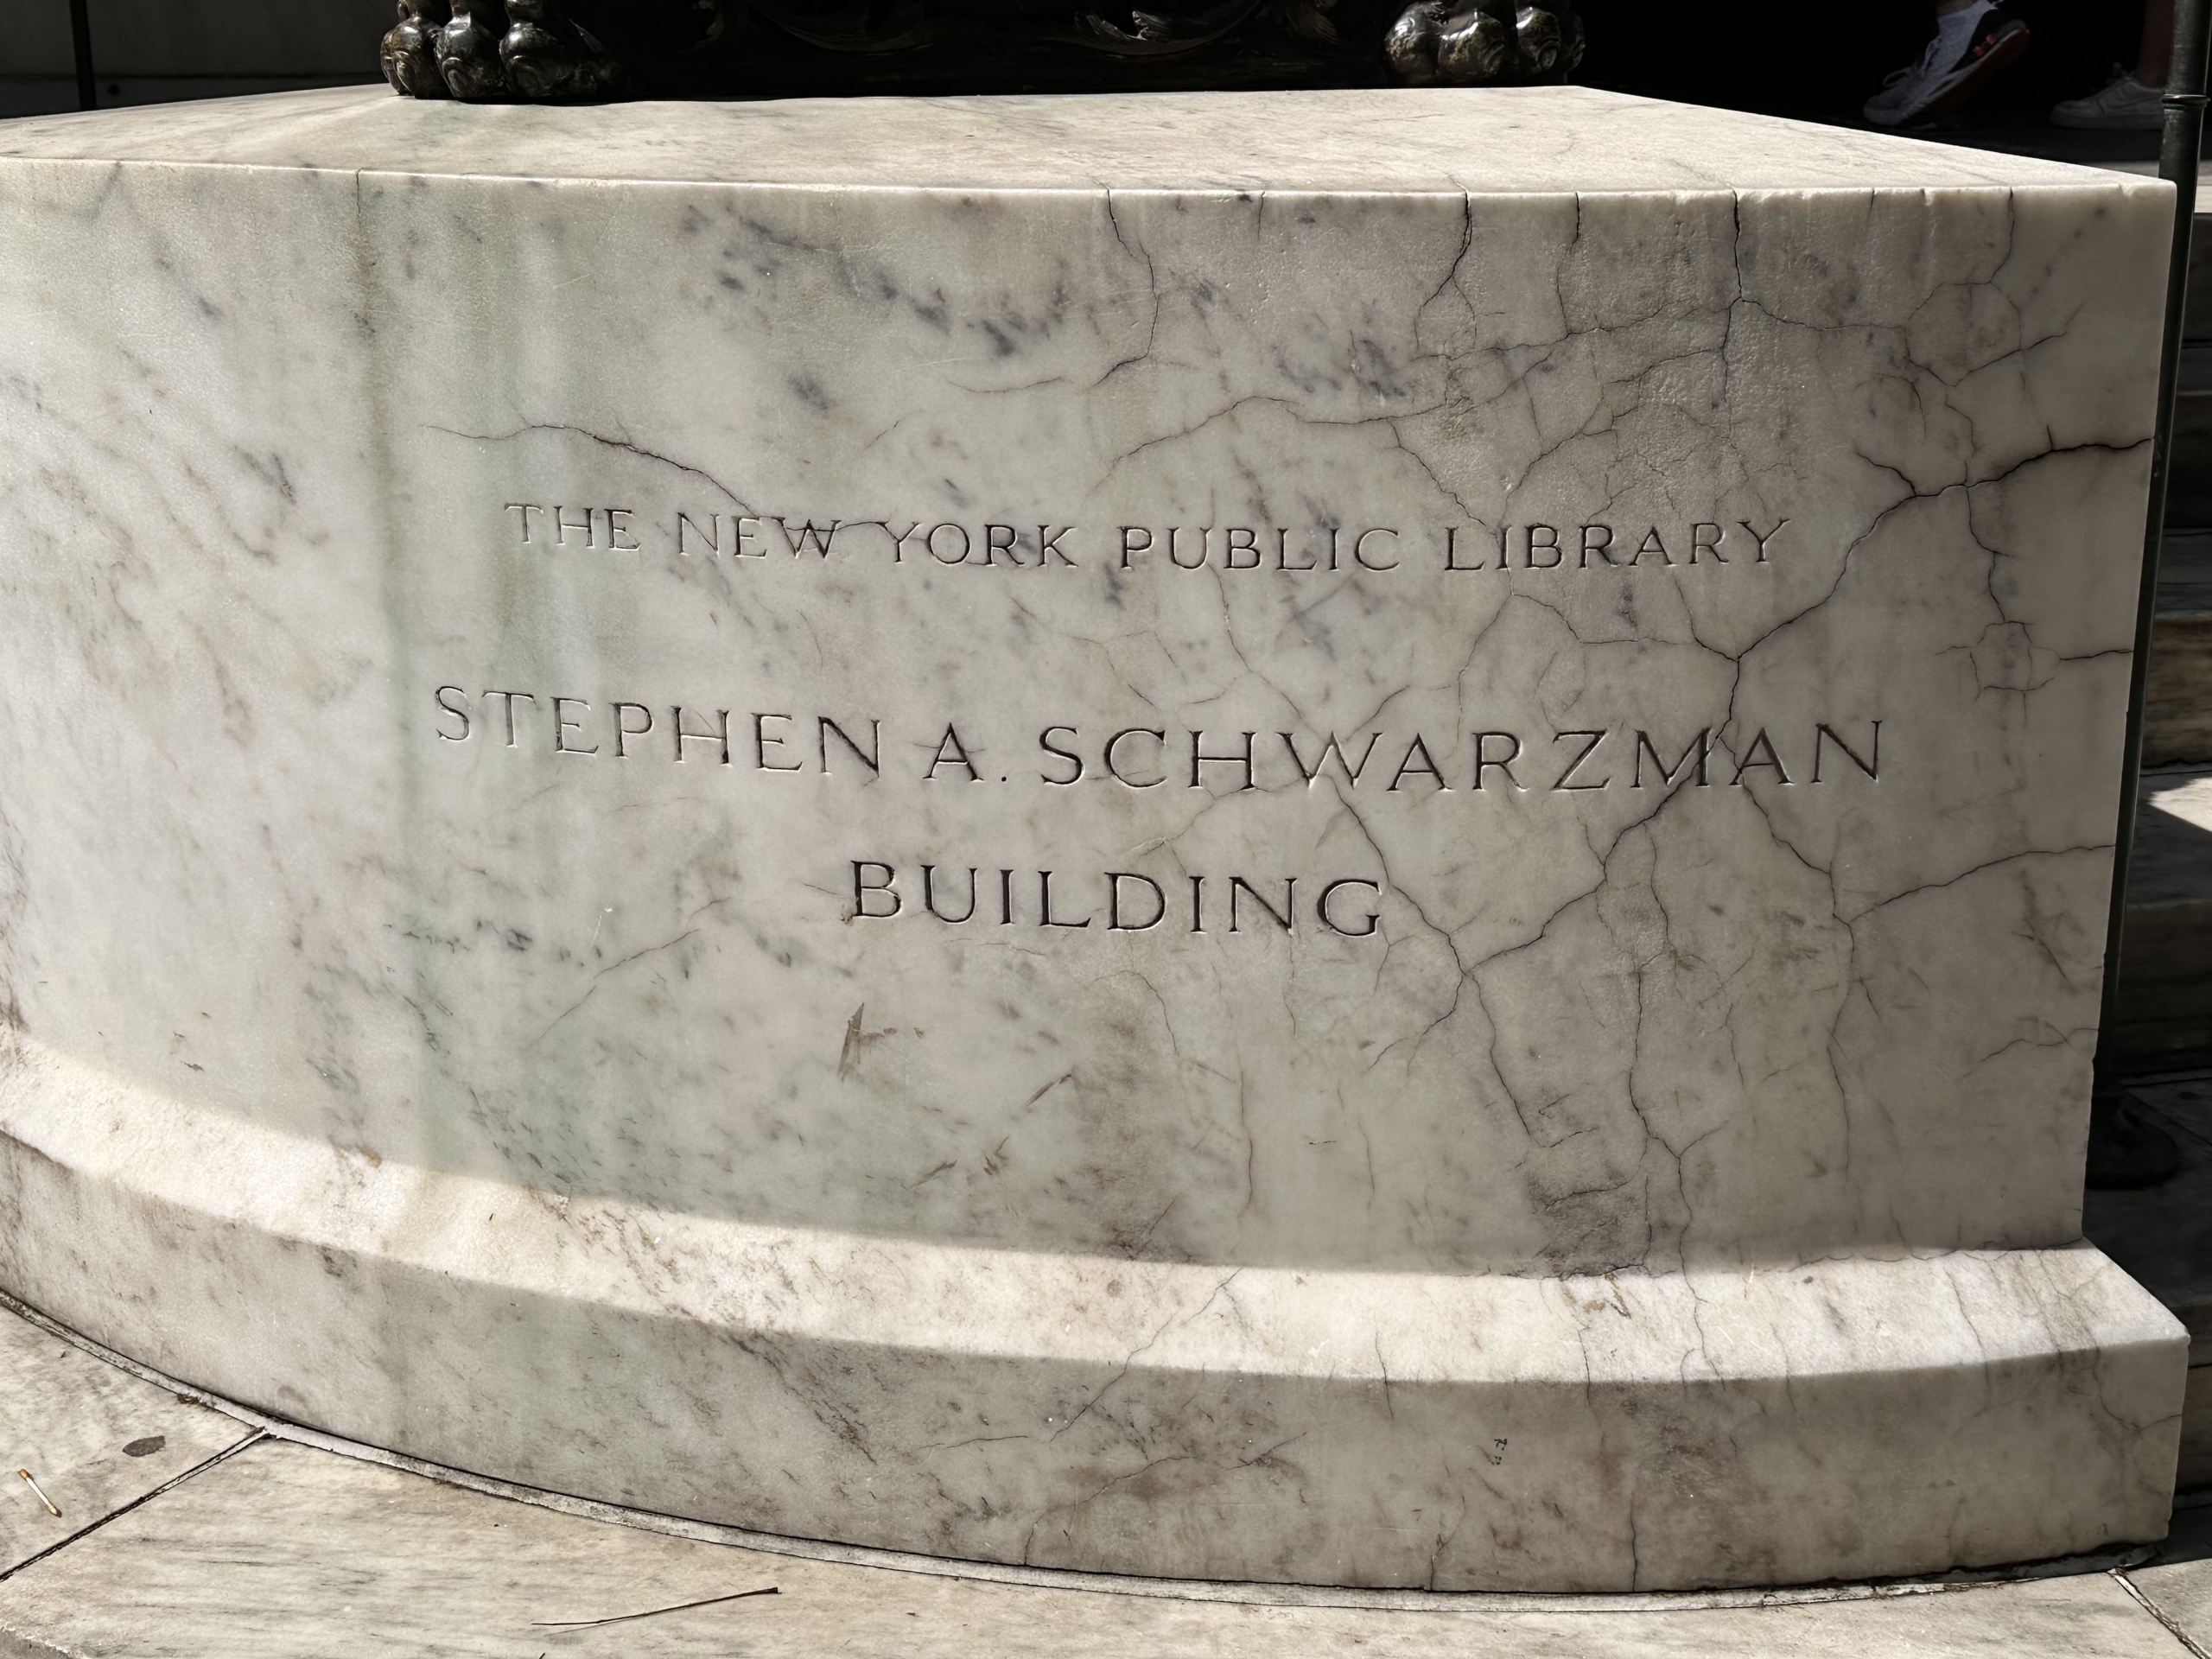 THE NEW YORK PUBLIC LIBRARY
STEPHEN A. SCHWARZMAN
BUILDING